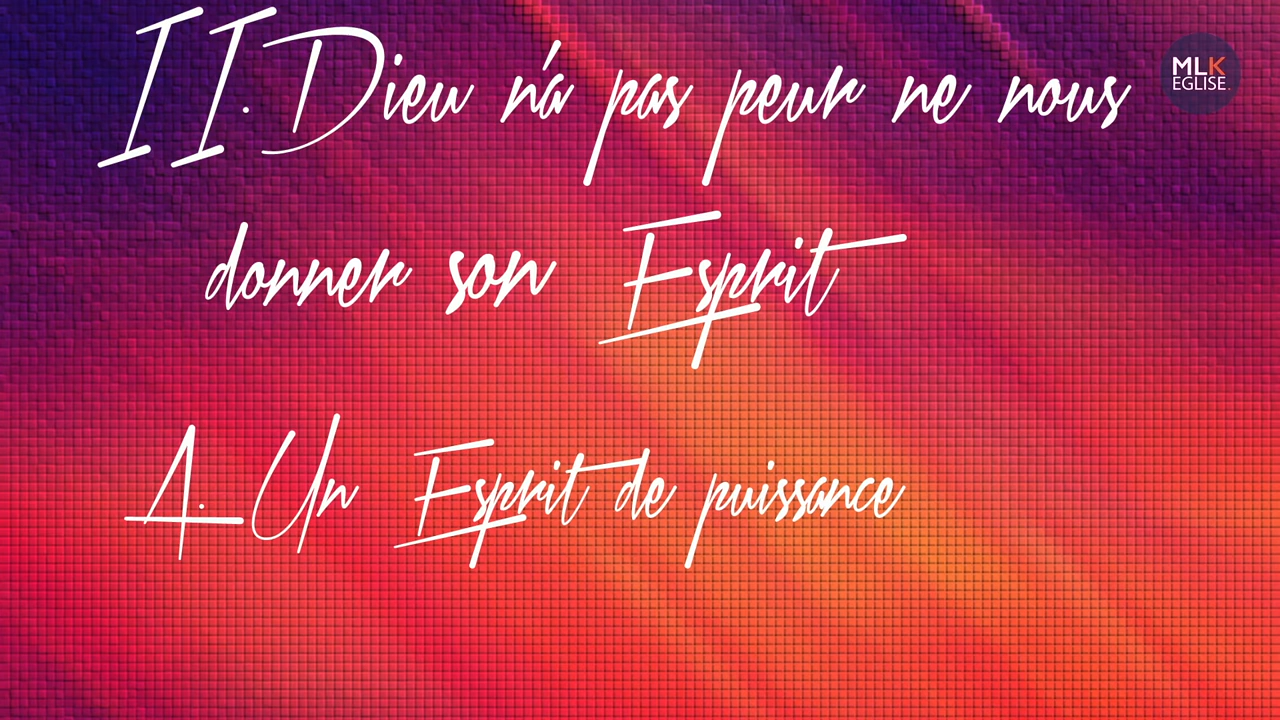 II. Dieu n'a pas peur ne nous
donner son Esprit
A. Un Esprit de puissance
MLK
EGLISE.